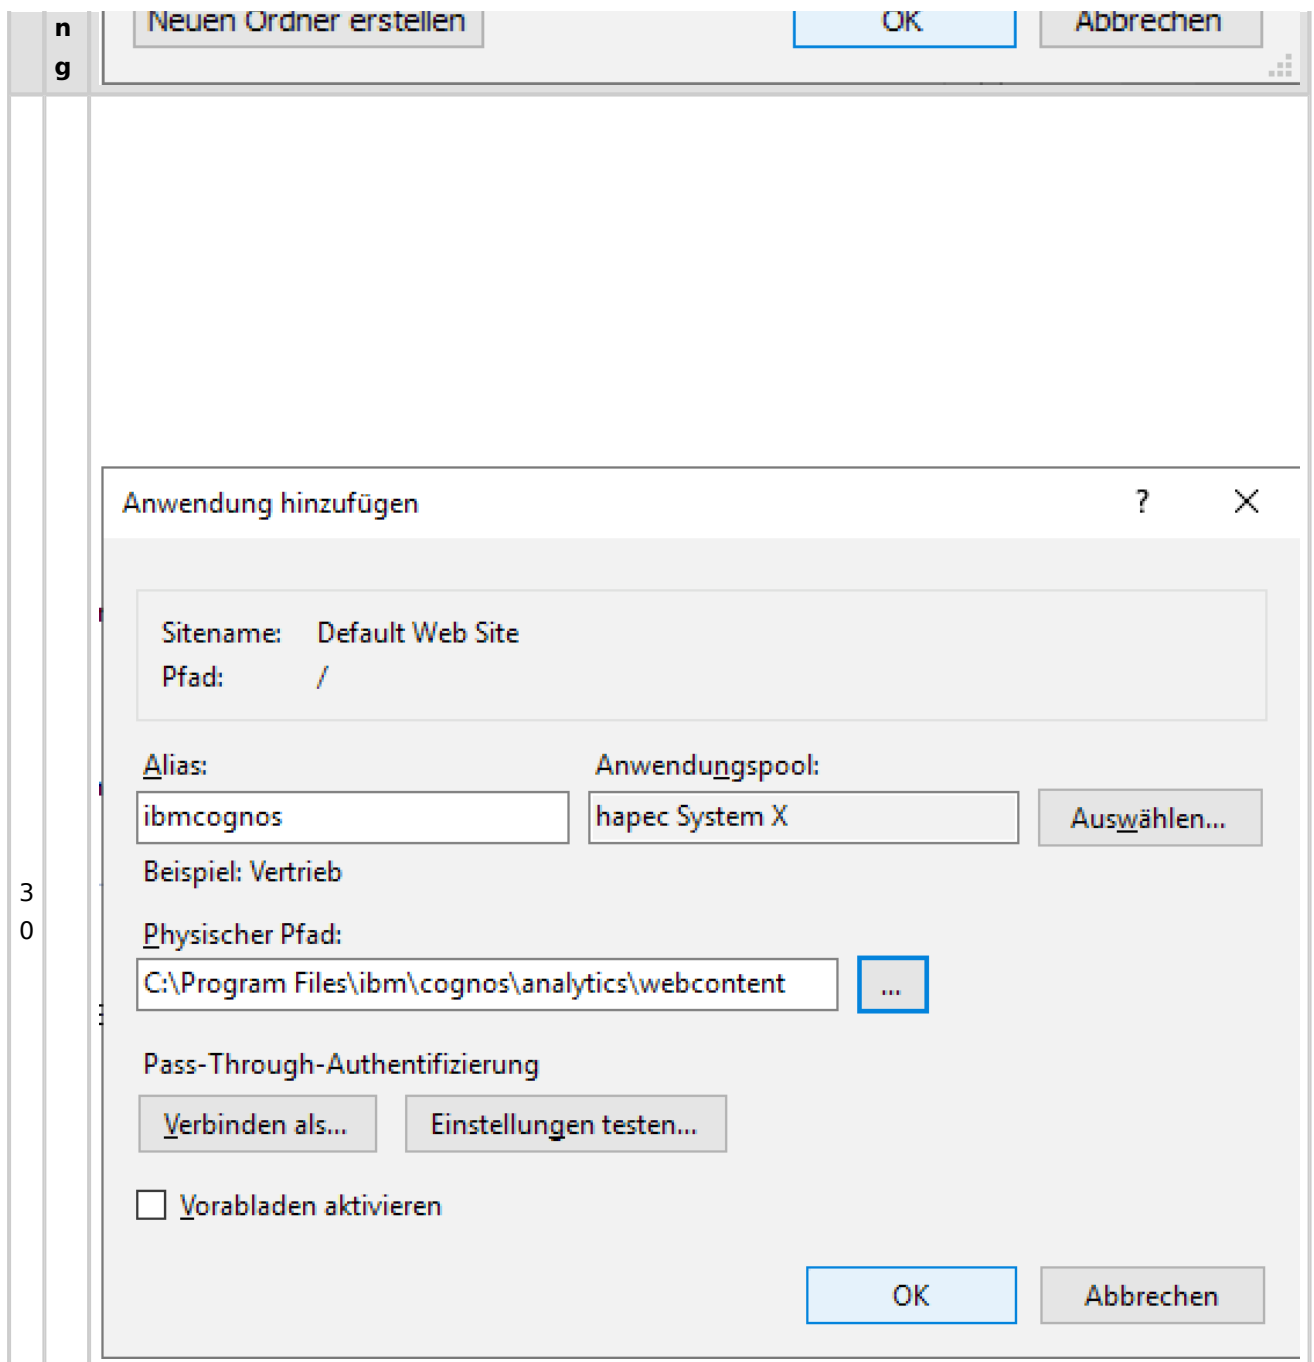 n
g
Neuen Ordner erstellen OK Abbrechen
Anwendung hinzufügen ?
Sitename: Default Web Site
Pfad: /
Alias: Anwendungspool:
ibmcognos hapec System X Auswählen...
Beispiel: Vertrieb
3
0
Physischer Pfad:
C:\Program Files\ibm\cognos\analytics\webcontent ...
Pass-Through-Authentifizierung
Verbinden als... Einstellungen testen...
Vorabladen aktivieren
OK Abbrechen